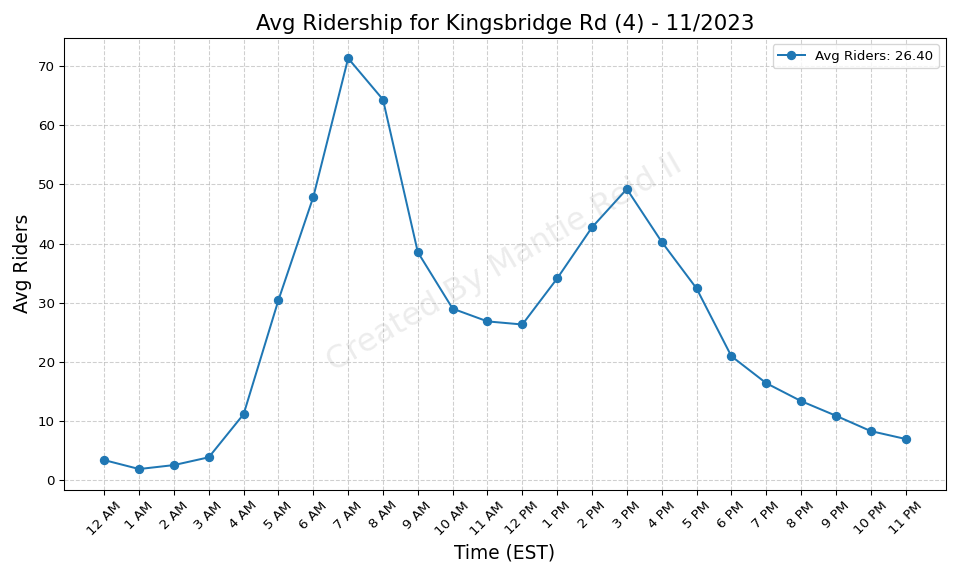 Avg Ridership for Kingsbridge Rd (4) - 11/2023
Avg Riders: 26.40
70
60
50
40
30
20
10
0
Avg Riders
Created By Mantie Reid II
12 AM
1 AM
2 AM
3 AM
4 AM
5 AM
6 AM
7 AM
8 AM
9 AM
10 AM
11 AM
12 PM
1 PM
2 PM
3 PM
4 PM
5 PM
6 PM
7 PM
8 PM
9 PM
10 PM
11 PM
Time (EST)